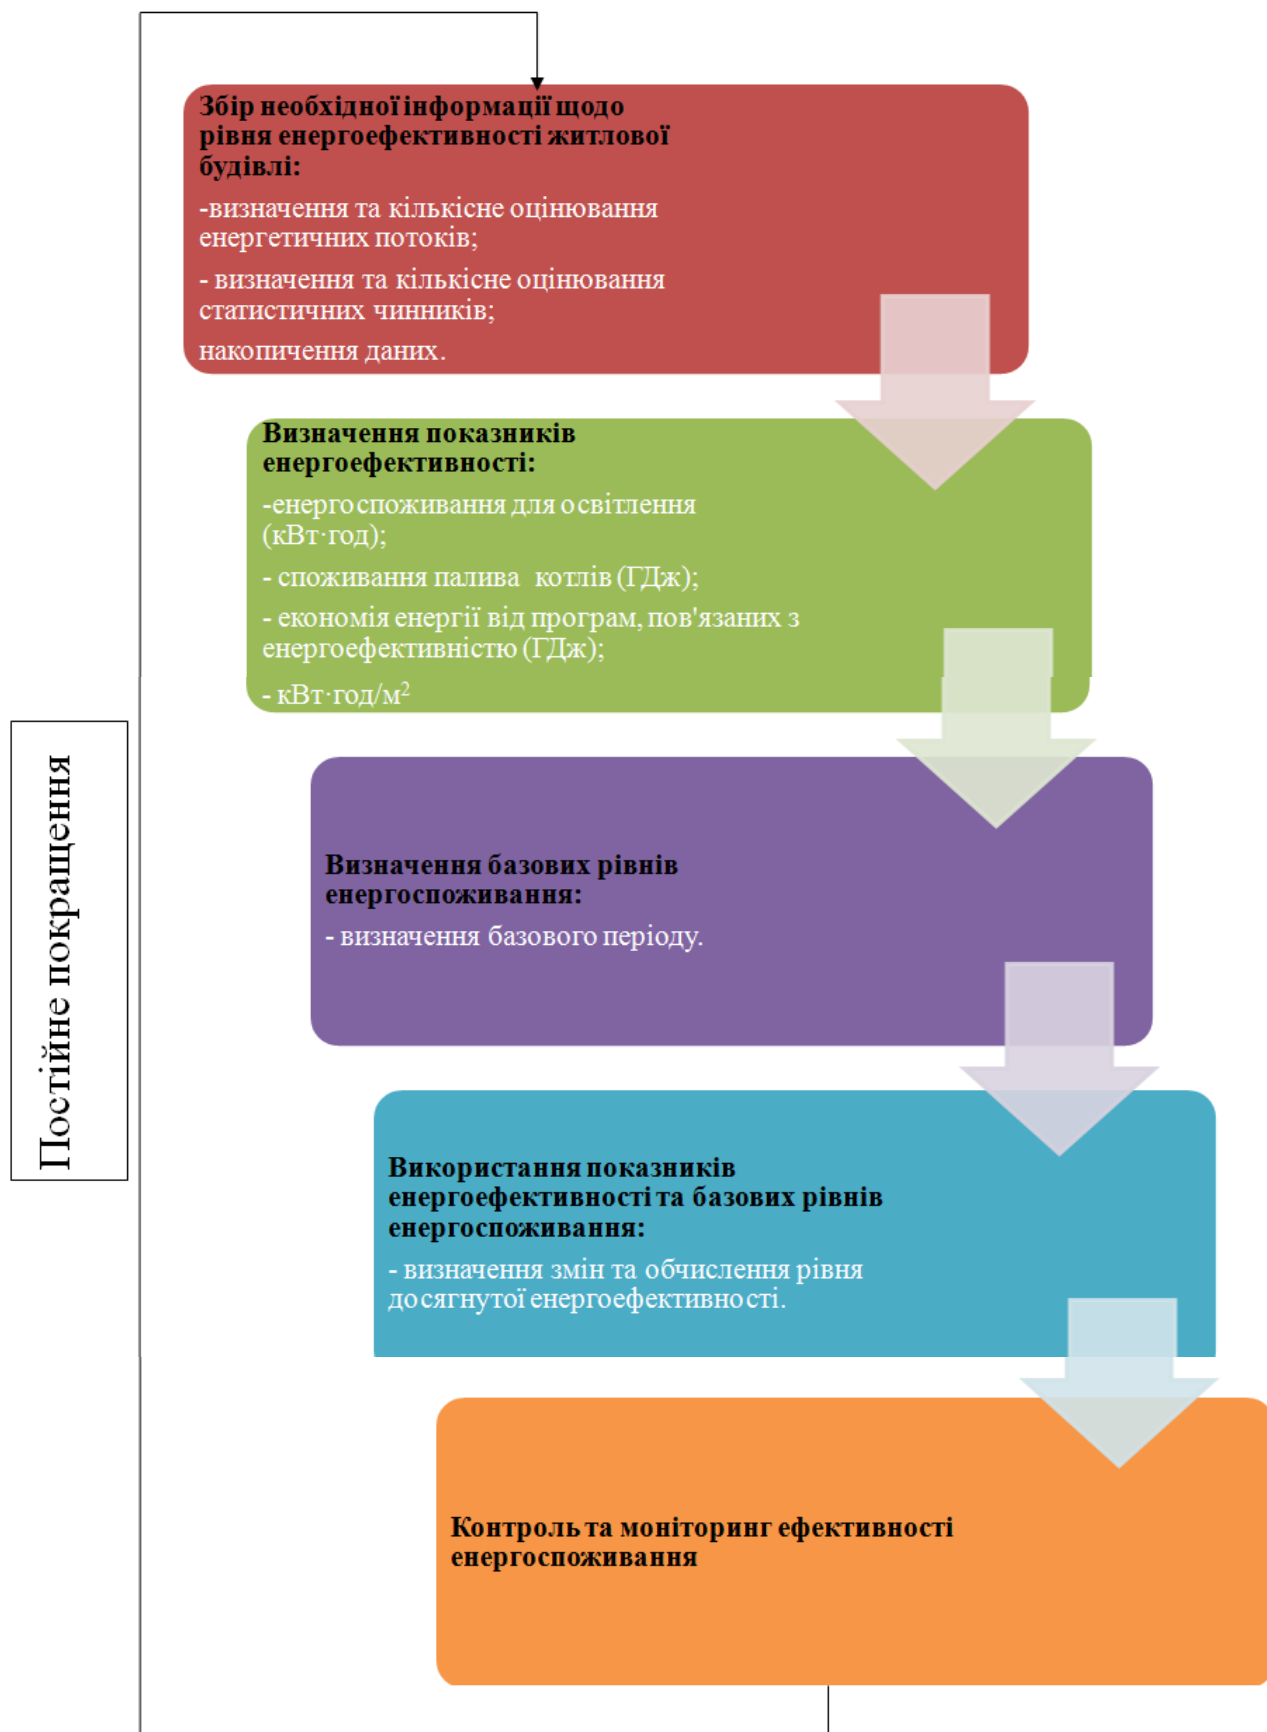 Збір необхідної інформації щодо
рівня енергоефективності житлової
будівлі:
-визначення та кількісне оцінювання
енергетичних потоків;
- визначення та кількісне оцінювання
статистичних чинників;
накопичення даних.
Визначення показників
енергоефективності:
-енергоспоживання для освітлення
(кВт·год);
- споживання палива котлів (ГДж);
- економія енергії від програм, пов'язаних з
енергоефективністю (ГДж);
- кВт·год/м²
Постійне покращення
Визначення базових рівнів
енергоспоживання:
- визначення базового періоду.
Використання показників
енергоефективності та базових рівнів
енергоспоживання:
- визначення змін та обчислення рівня
досягнутої енергоефективності.
Контроль та моніторинг ефективності
енергоспоживання